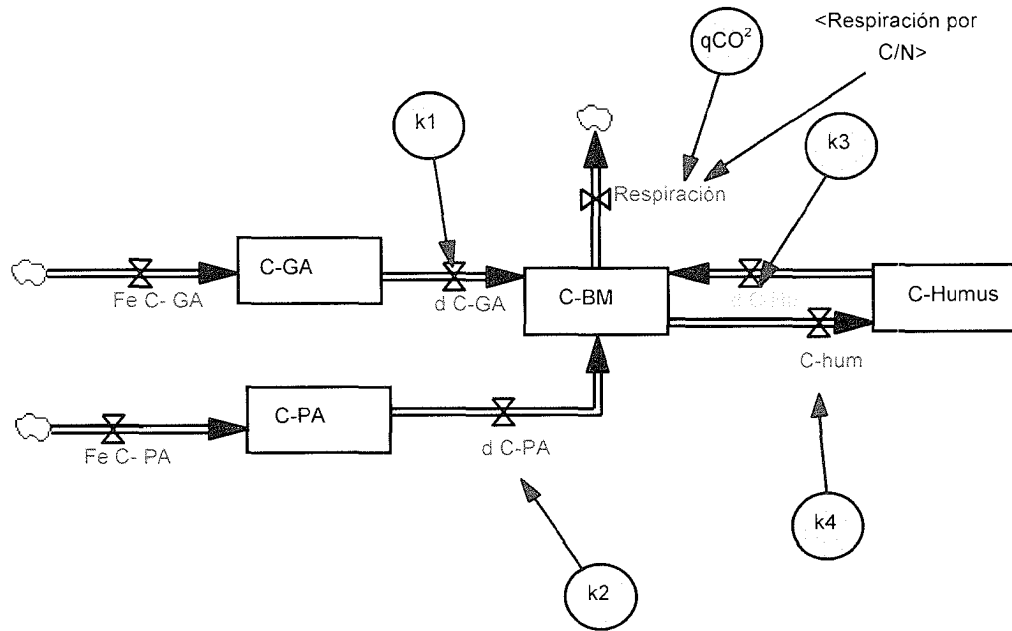 <Respiración por
C/N>
qCO²
k1
k3
Respiración
C-GA
C-BM
C-Humus
Fe C- GA
d C-GA
C-hum
C-PA
Fe C- PA
d C-PA
k4
k2